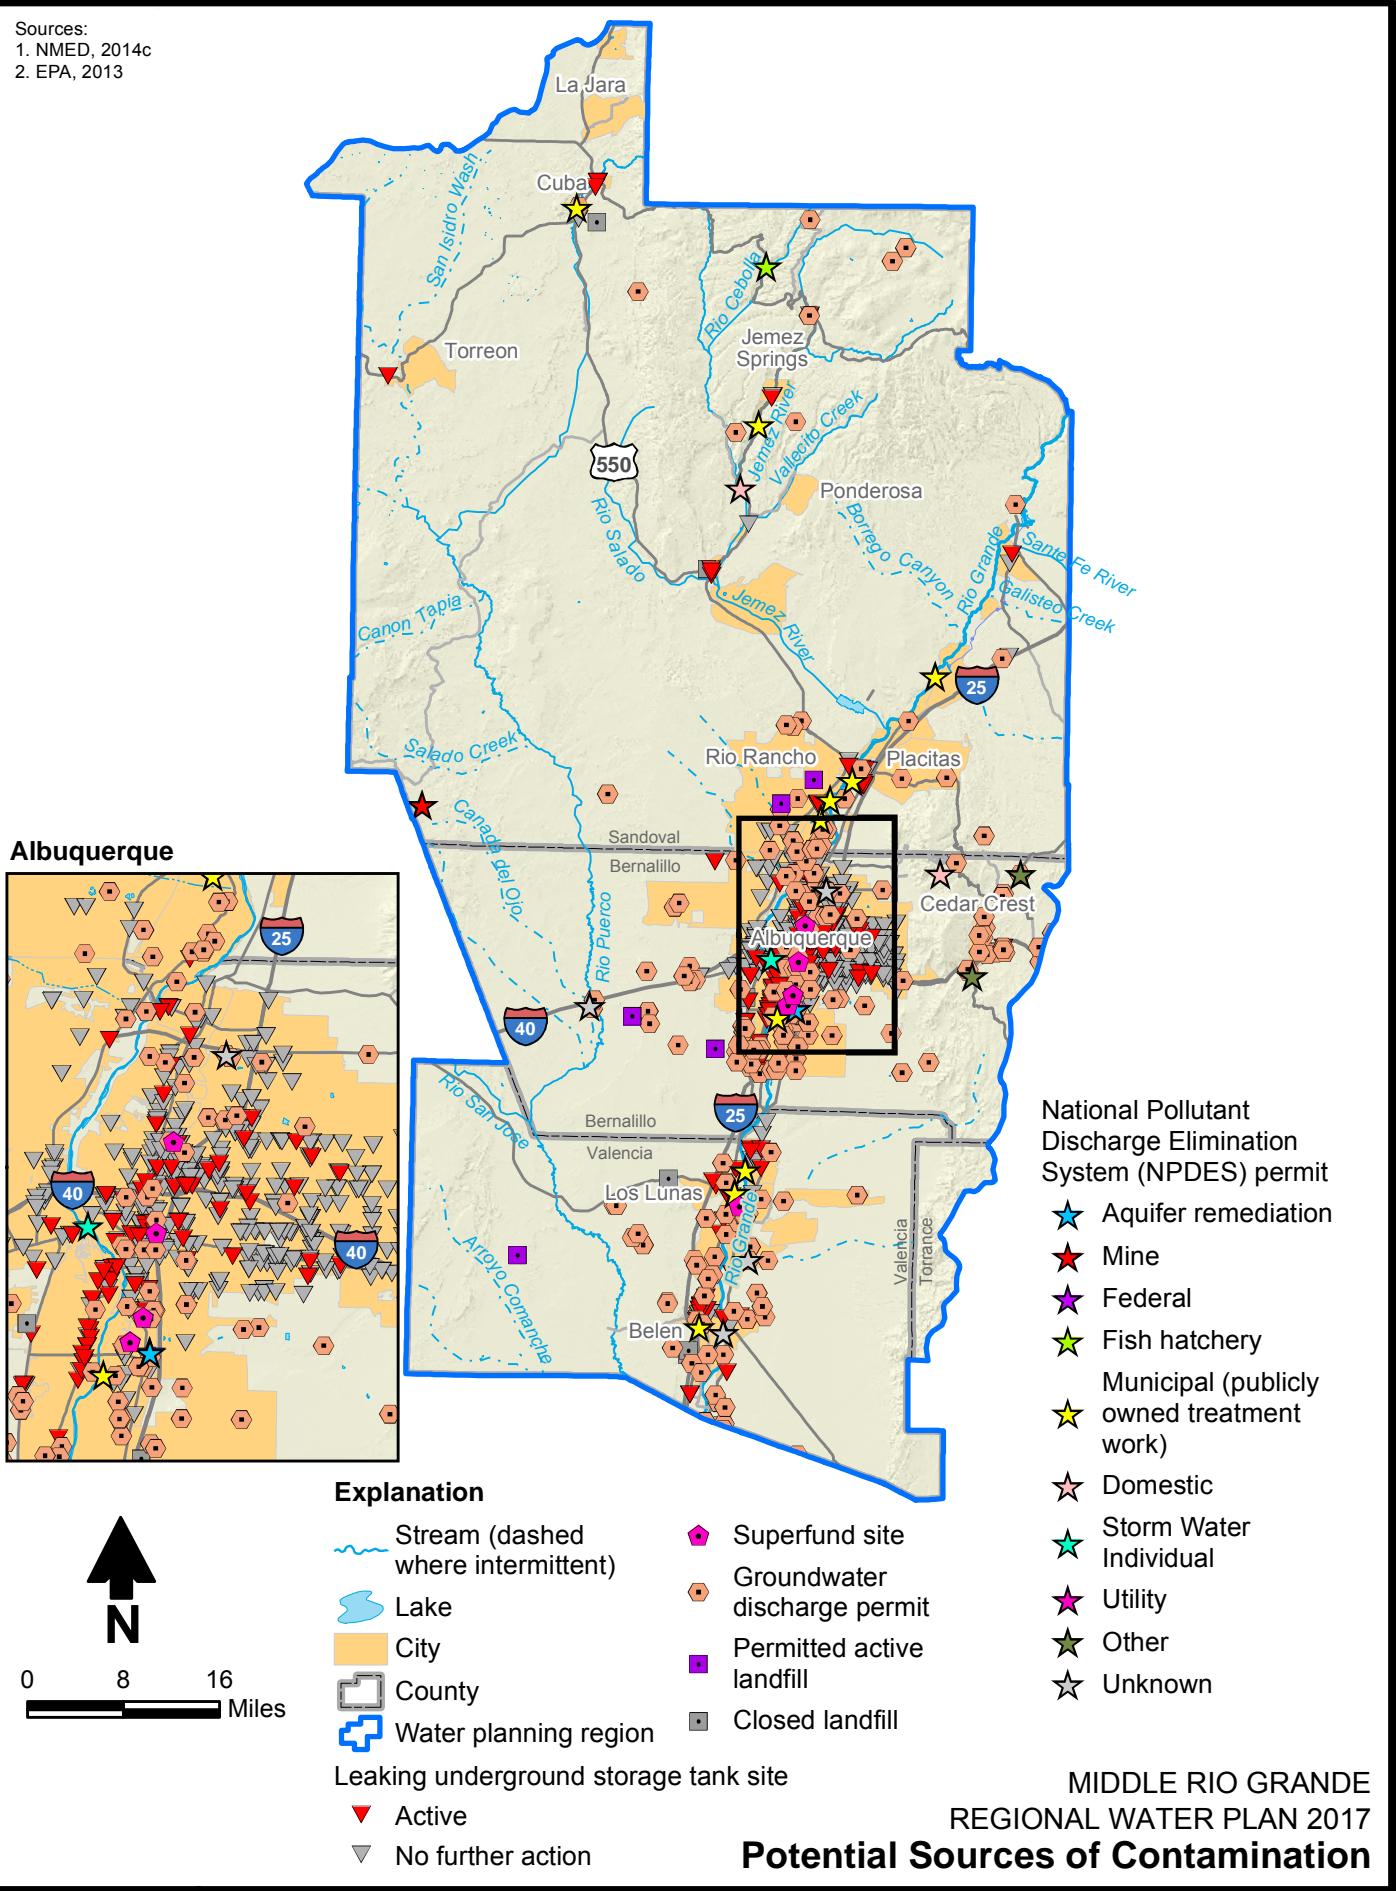 Sources:
1. NMED, 2014c
2. EPA, 2013
La Jara
Cuba
San Isidro Wash
Rio Cebolla
Torreon
Jemez
Springs
Jemez River
Vallecito Creek
550
Ponderosa
Rio Salado
Borrego Canyon
Rio Grande
Sante Fe River
Galisteo Creek
Canon Tapia
Jemez River
25
Salado Creek
Rio Rancho
Placitas
Canada del Ojo
Sandoval
Bernalillo
Cedar Crest
Albuquerque
Rio Puerco
40
Rio San Jose
25
Bernalillo
Valencia
Los Lunas
Rio Grande
Valencia
Torrance
Arroyo Comanche
Belen
Albuquerque
25
40
40
National Pollutant
Discharge Elimination
System (NPDES) permit
Aquifer remediation
Mine
Federal
Fish hatchery
Municipal (publicly
owned treatment
work)
Domestic
Storm Water
Individual
Utility
Other
Unknown
Explanation
Stream (dashed
where intermittent)
Lake
City
County
Water planning region
Leaking underground storage tank site
Active
No further action
Superfund site
Groundwater
discharge permit
Permitted active
landfill
Closed landfill
N
0 8 16
Miles
MIDDLE RIO GRANDE
REGIONAL WATER PLAN 2017
Potential Sources of Contamination